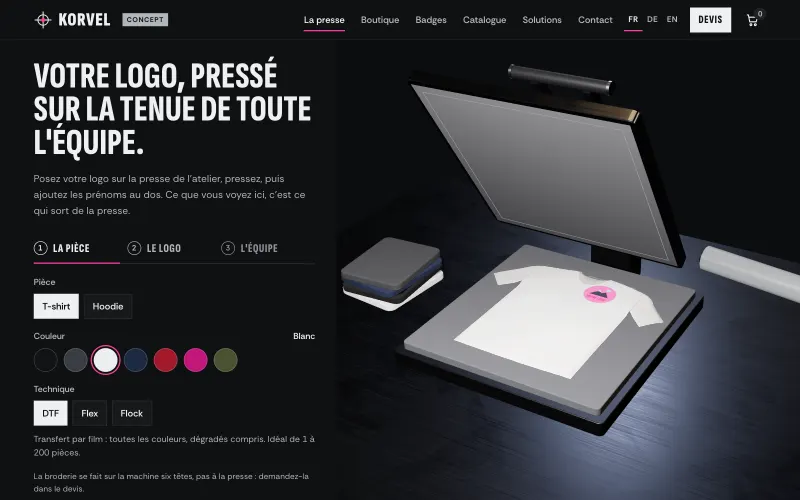 KORVEL CONCEPT La presse Boutique Badges Catalogue Solutions Contact FR DE EN DEVIS 0
VOTRE LOGO, PRESSÉ
SUR LA TENUE DE TOUTE
L'ÉQUIPE.
Posez votre logo sur la presse de l'atelier, pressez, puis
ajoutez les prénoms au dos. Ce que vous voyez ici, c'est ce
qui sort de la presse.
1 LA PIÈCE 2 LE LOGO 3 L'ÉQUIPE
Pièce
T-shirt Hoodie
Couleur Blanc
Technique
DTF Flex Flock
Transfert par film : toutes les couleurs, dégradés compris. Idéal de 1 à
200 pièces.
La broderie se fait sur la machine six têtes, pas à la presse : demandez-la
dans le devis.